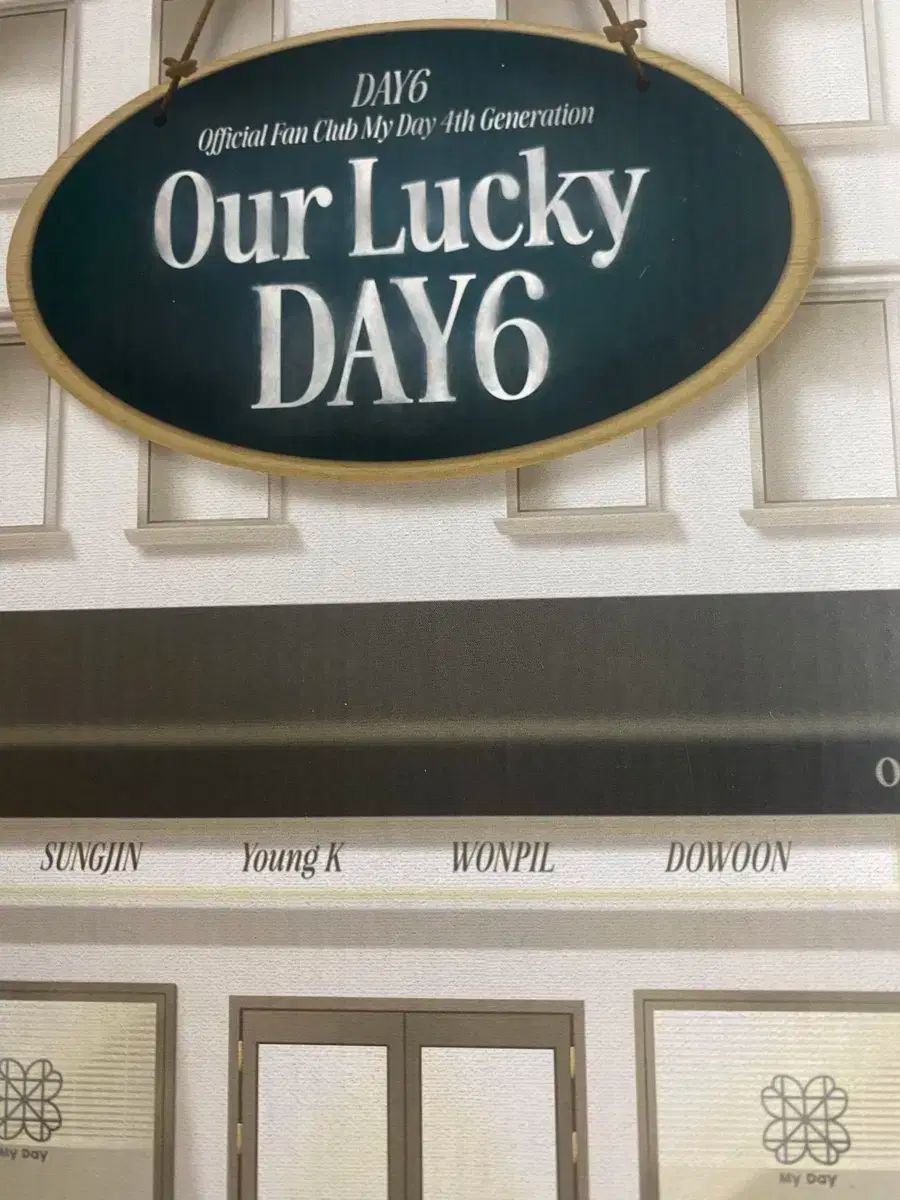 DAY6
Official Fan Club My Day 4th Generation
Our Lucky
DAY6
O
SUNGJIN Young K WONPIL DOWOON
My Day
My Day